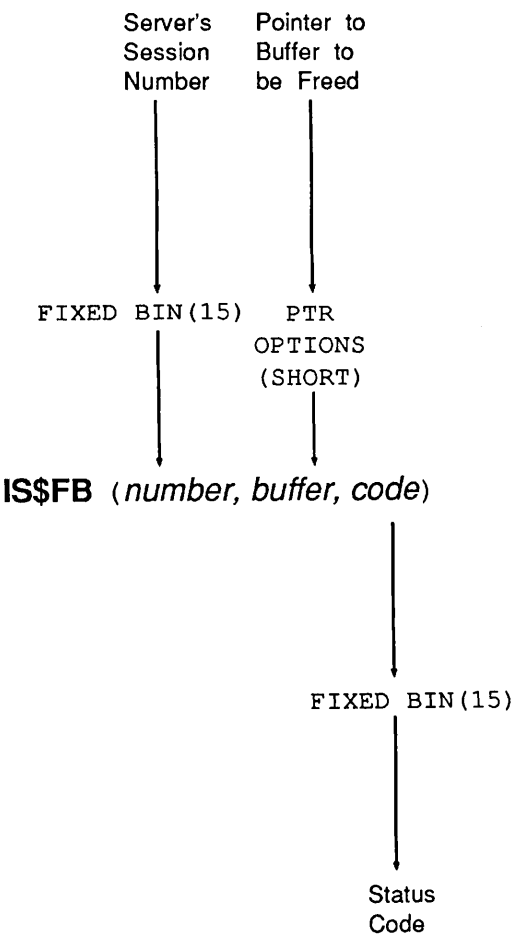 Server's Pointer to
Session Buffer to
Number be Freed
FIXED BIN(15) PTR
OPTIONS
(SHORT)
IS$FB (number, buffer, code)
FIXED BIN(15)
Status
Code